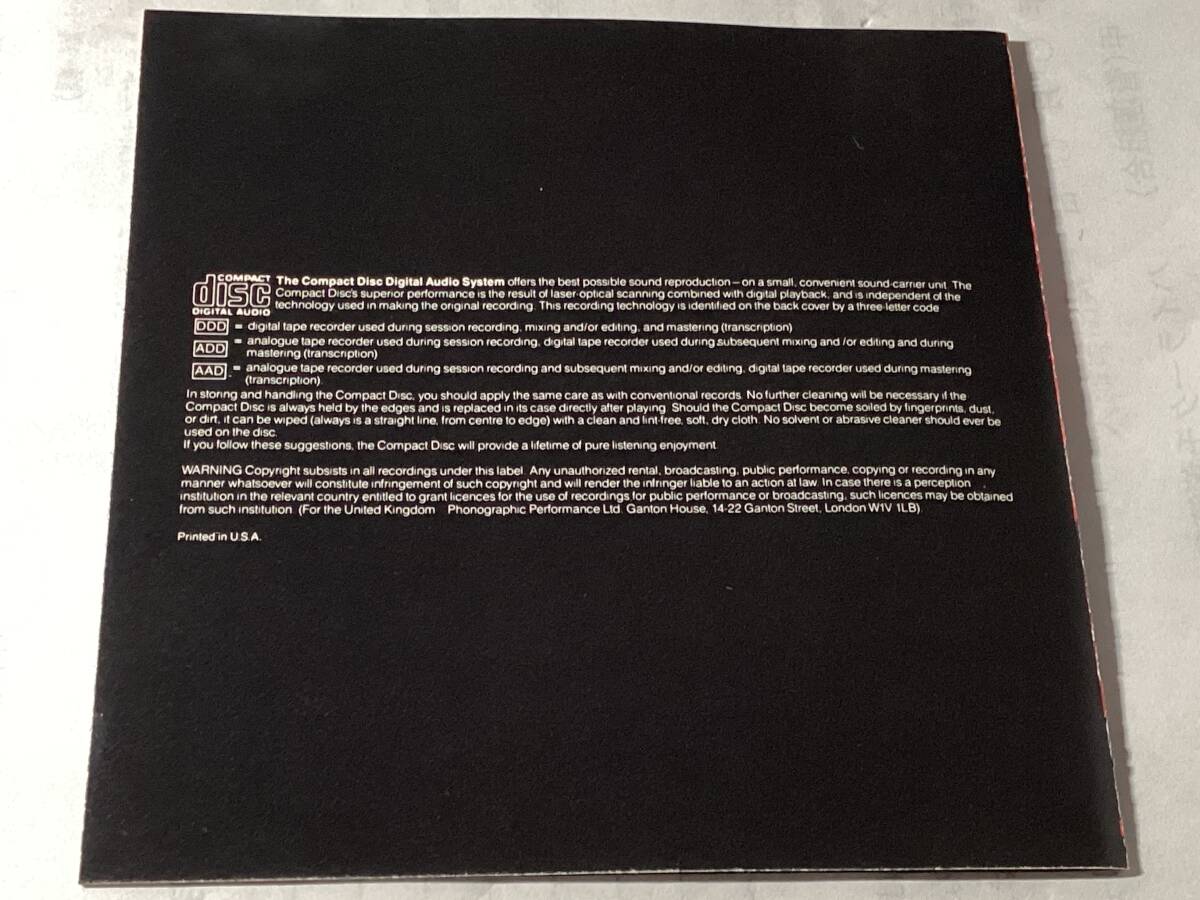 COMPACT
disc
DIGITAL AUDIO
The Compact Disc Digital Audio System offers the best possible sound reproduction—on a small, convenient sound-carrier unit. The
Compact Disc's superior performance is the result of laser-optical scanning combined with digital playback, and is independent of the
technology used in making the original recording. This recording technology is identified on the back cover by a three-letter code
DDD = digital tape recorder used during session recording, mixing and/or editing, and mastering (transcription)
ADD = analogue tape recorder used during session recording, digital tape recorder used during subsequent mixing and /or editing and during
mastering (transcription)
AAD = analogue tape recorder used during session recording and subsequent mixing and/or editing, digital tape recorder used during mastering
(transcription).
In storing and handling the Compact Disc, you should apply the same care as with conventional records. No further cleaning will be necessary if the
Compact Disc is always held by the edges and is replaced in its case directly after playing. Should the Compact Disc become soiled by fingerprints, dust,
or dirt, it can be wiped (always is a straight line, from centre to edge) with a clean and lint-free, soft, dry cloth. No solvent or abrasive cleaner should ever be
used on the disc.
If you follow these suggestions, the Compact Disc will provide a lifetime of pure listening enjoyment.
WARNING Copyright subsists in all recordings under this label. Any unauthorized rental, broadcasting, public performance, copying or recording in any
manner whatsoever will constitute infringement of such copyright and will render the infringer liable to an action at law. In case there is a perception
institution in the relevant country entitled to grant licences for the use of recordings for public performance or broadcasting, such licences may be obtained
from such institution. (For the United Kingdom Phonographic Performance Ltd. Ganton House, 14-22 Ganton Street, London W1V 1LB)
Printed in U.S.A.